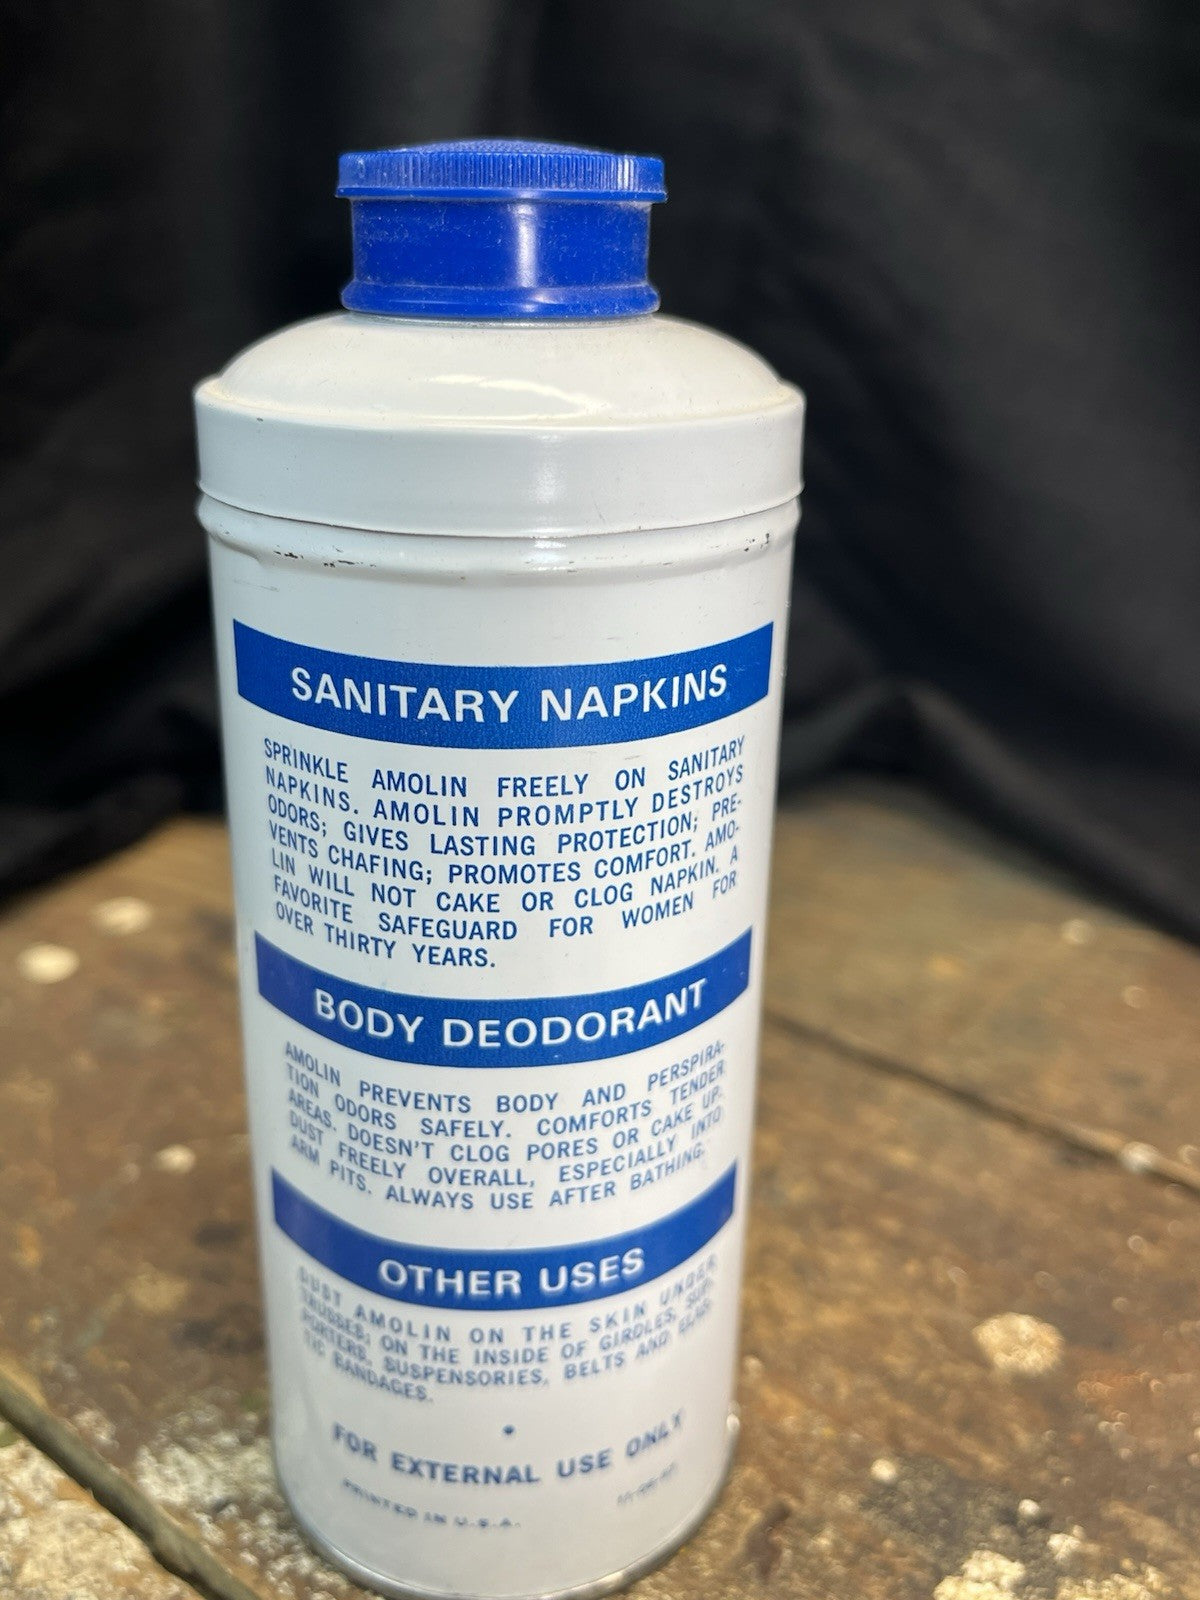 SANITARY NAPKINS
SPRINKLE AMOLIN FREELY ON SANITARY
NAPKINS. AMOLIN PROMPTLY DESTROYS
ODORS; GIVES LASTING PROTECTION; PRE-
VENTS CHAFING; PROMOTES COMFORT. AMO-
LIN WILL NOT CAKE OR CLOG NAPKIN. A
FAVORITE SAFEGUARD FOR WOMEN FOR
OVER THIRTY YEARS.
BODY DEODORANT
AMOLIN PREVENTS BODY AND PERSPIRA-
TION ODORS SAFELY. COMFORTS TENDER
AREAS. DOESN'T CLOG PORES OR CAKE UP.
DUST FREELY OVERALL, ESPECIALLY INTO
ARM PITS. ALWAYS USE AFTER BATHING.
OTHER USES
DUST AMOLIN ON THE SKIN UNDER
TRUSSES; ON THE INSIDE OF GIRDLES, SUP-
PORTERS, SUSPENSORIES, BELTS AND ELAS-
TIC BANDAGES.
FOR EXTERNAL USE ONLY
PRINTED IN U.S.A.